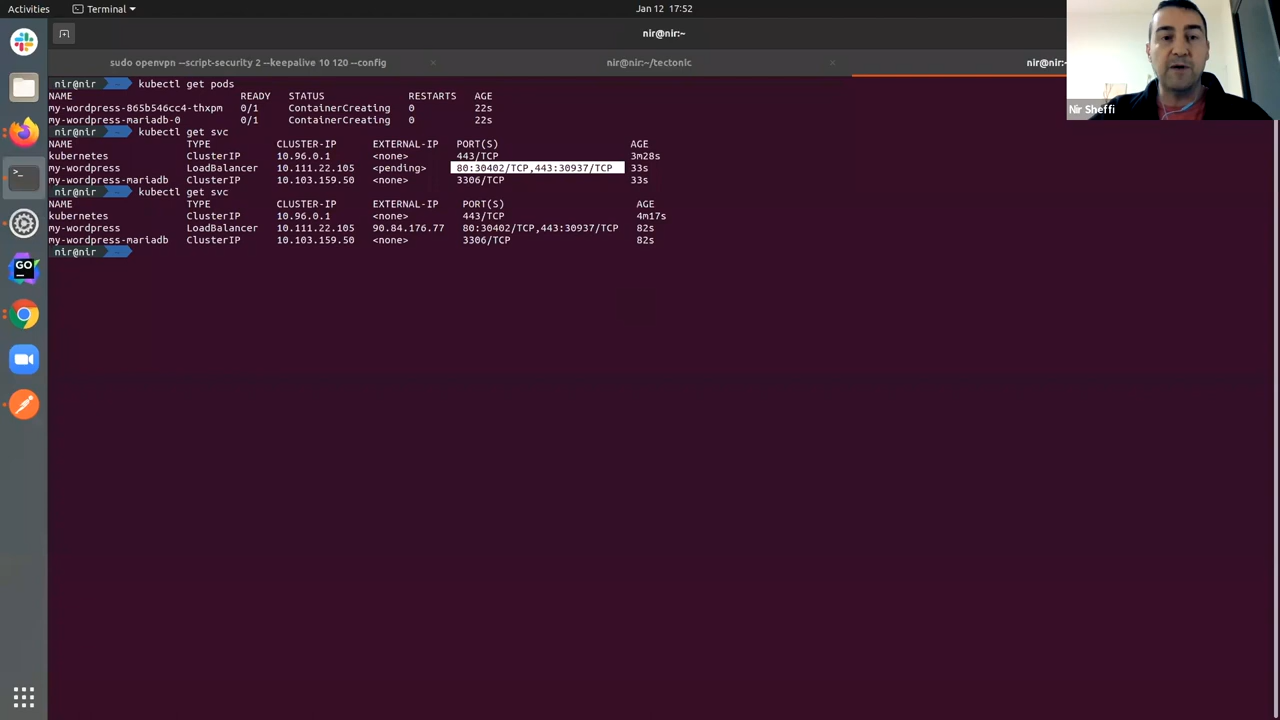 Activities
Terminal
Jan 12 17:52
nir@nir:~
sudo openvpn --script-security 2 --keepalive 10 120 --config
nir@nir:~/tectonic
nir@nir:~
nir@nir ~ kubectl get pods
NAME READY STATUS RESTARTS AGE
my-wordpress-865b546cc4-thxpm 0/1 ContainerCreating 0 22s
my-wordpress-mariadb-0 0/1 ContainerCreating 0 22s
nir@nir ~ kubectl get svc
NAME TYPE CLUSTER-IP EXTERNAL-IP PORT(S) AGE
kubernetes ClusterIP 10.96.0.1 <none> 443/TCP 3m28s
my-wordpress LoadBalancer 10.111.22.105 <pending> 80:30402/TCP,443:30937/TCP 33s
my-wordpress-mariadb ClusterIP 10.103.159.50 <none> 3306/TCP 33s
nir@nir ~ kubectl get svc
NAME TYPE CLUSTER-IP EXTERNAL-IP PORT(S) AGE
kubernetes ClusterIP 10.96.0.1 <none> 443/TCP 4m17s
my-wordpress LoadBalancer 10.111.22.105 90.84.176.77 80:30402/TCP,443:30937/TCP 82s
my-wordpress-mariadb ClusterIP 10.103.159.50 <none> 3306/TCP 82s
nir@nir ~
GO
Nir Sheffi